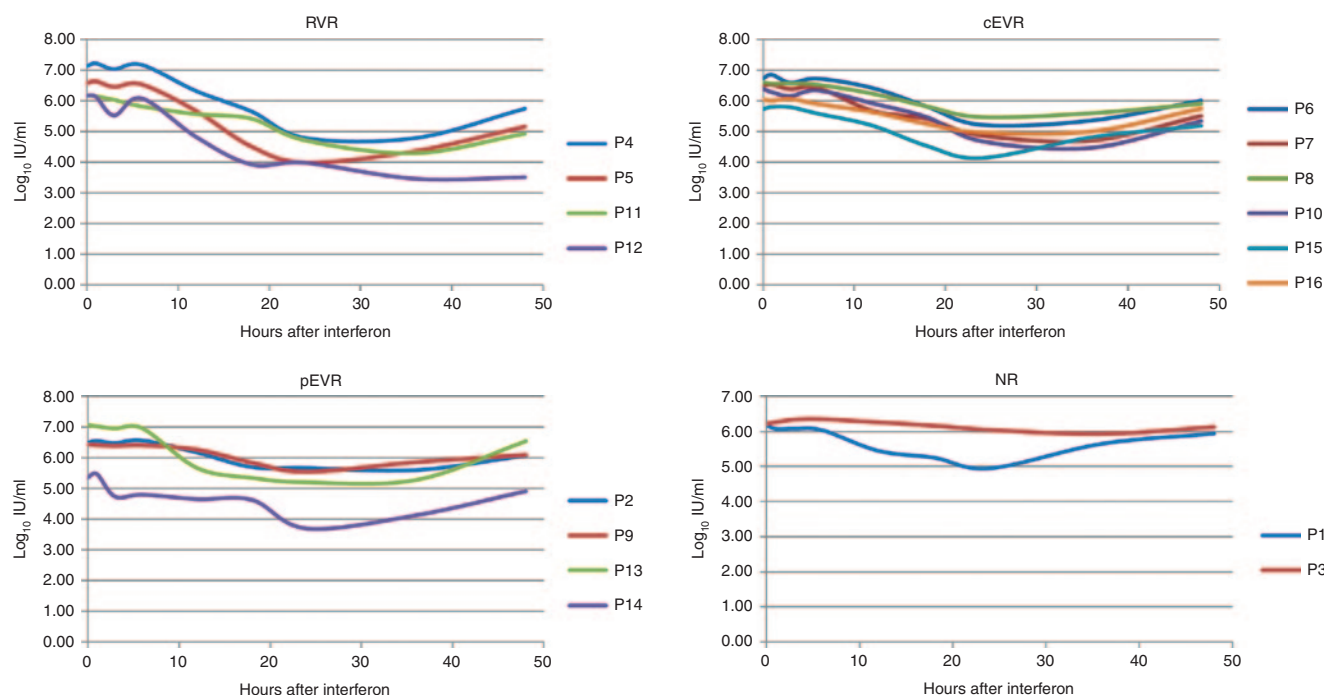 RVR
8.00
7.00
6.00
5.00
4.00
3.00
2.00
1.00
0.00
Log10 IU/ml
0 10 20 30 40 50
Hours after interferon
P4
P5
P11
P12
cEVR
8.00
7.00
6.00
5.00
4.00
3.00
2.00
1.00
0.00
Log10 IU/ml
0 10 20 30 40 50
Hours after interferon
P6
P7
P8
P10
P15
P16
pEVR
8.00
7.00
6.00
5.00
4.00
3.00
2.00
1.00
0.00
Log10 IU/ml
0 10 20 30 40 50
Hours after interferon
P2
P9
P13
P14
NR
7.00
6.00
5.00
4.00
3.00
2.00
1.00
0.00
Log10 IU/ml
0 10 20 30 40 50
Hours after interferon
P1
P3